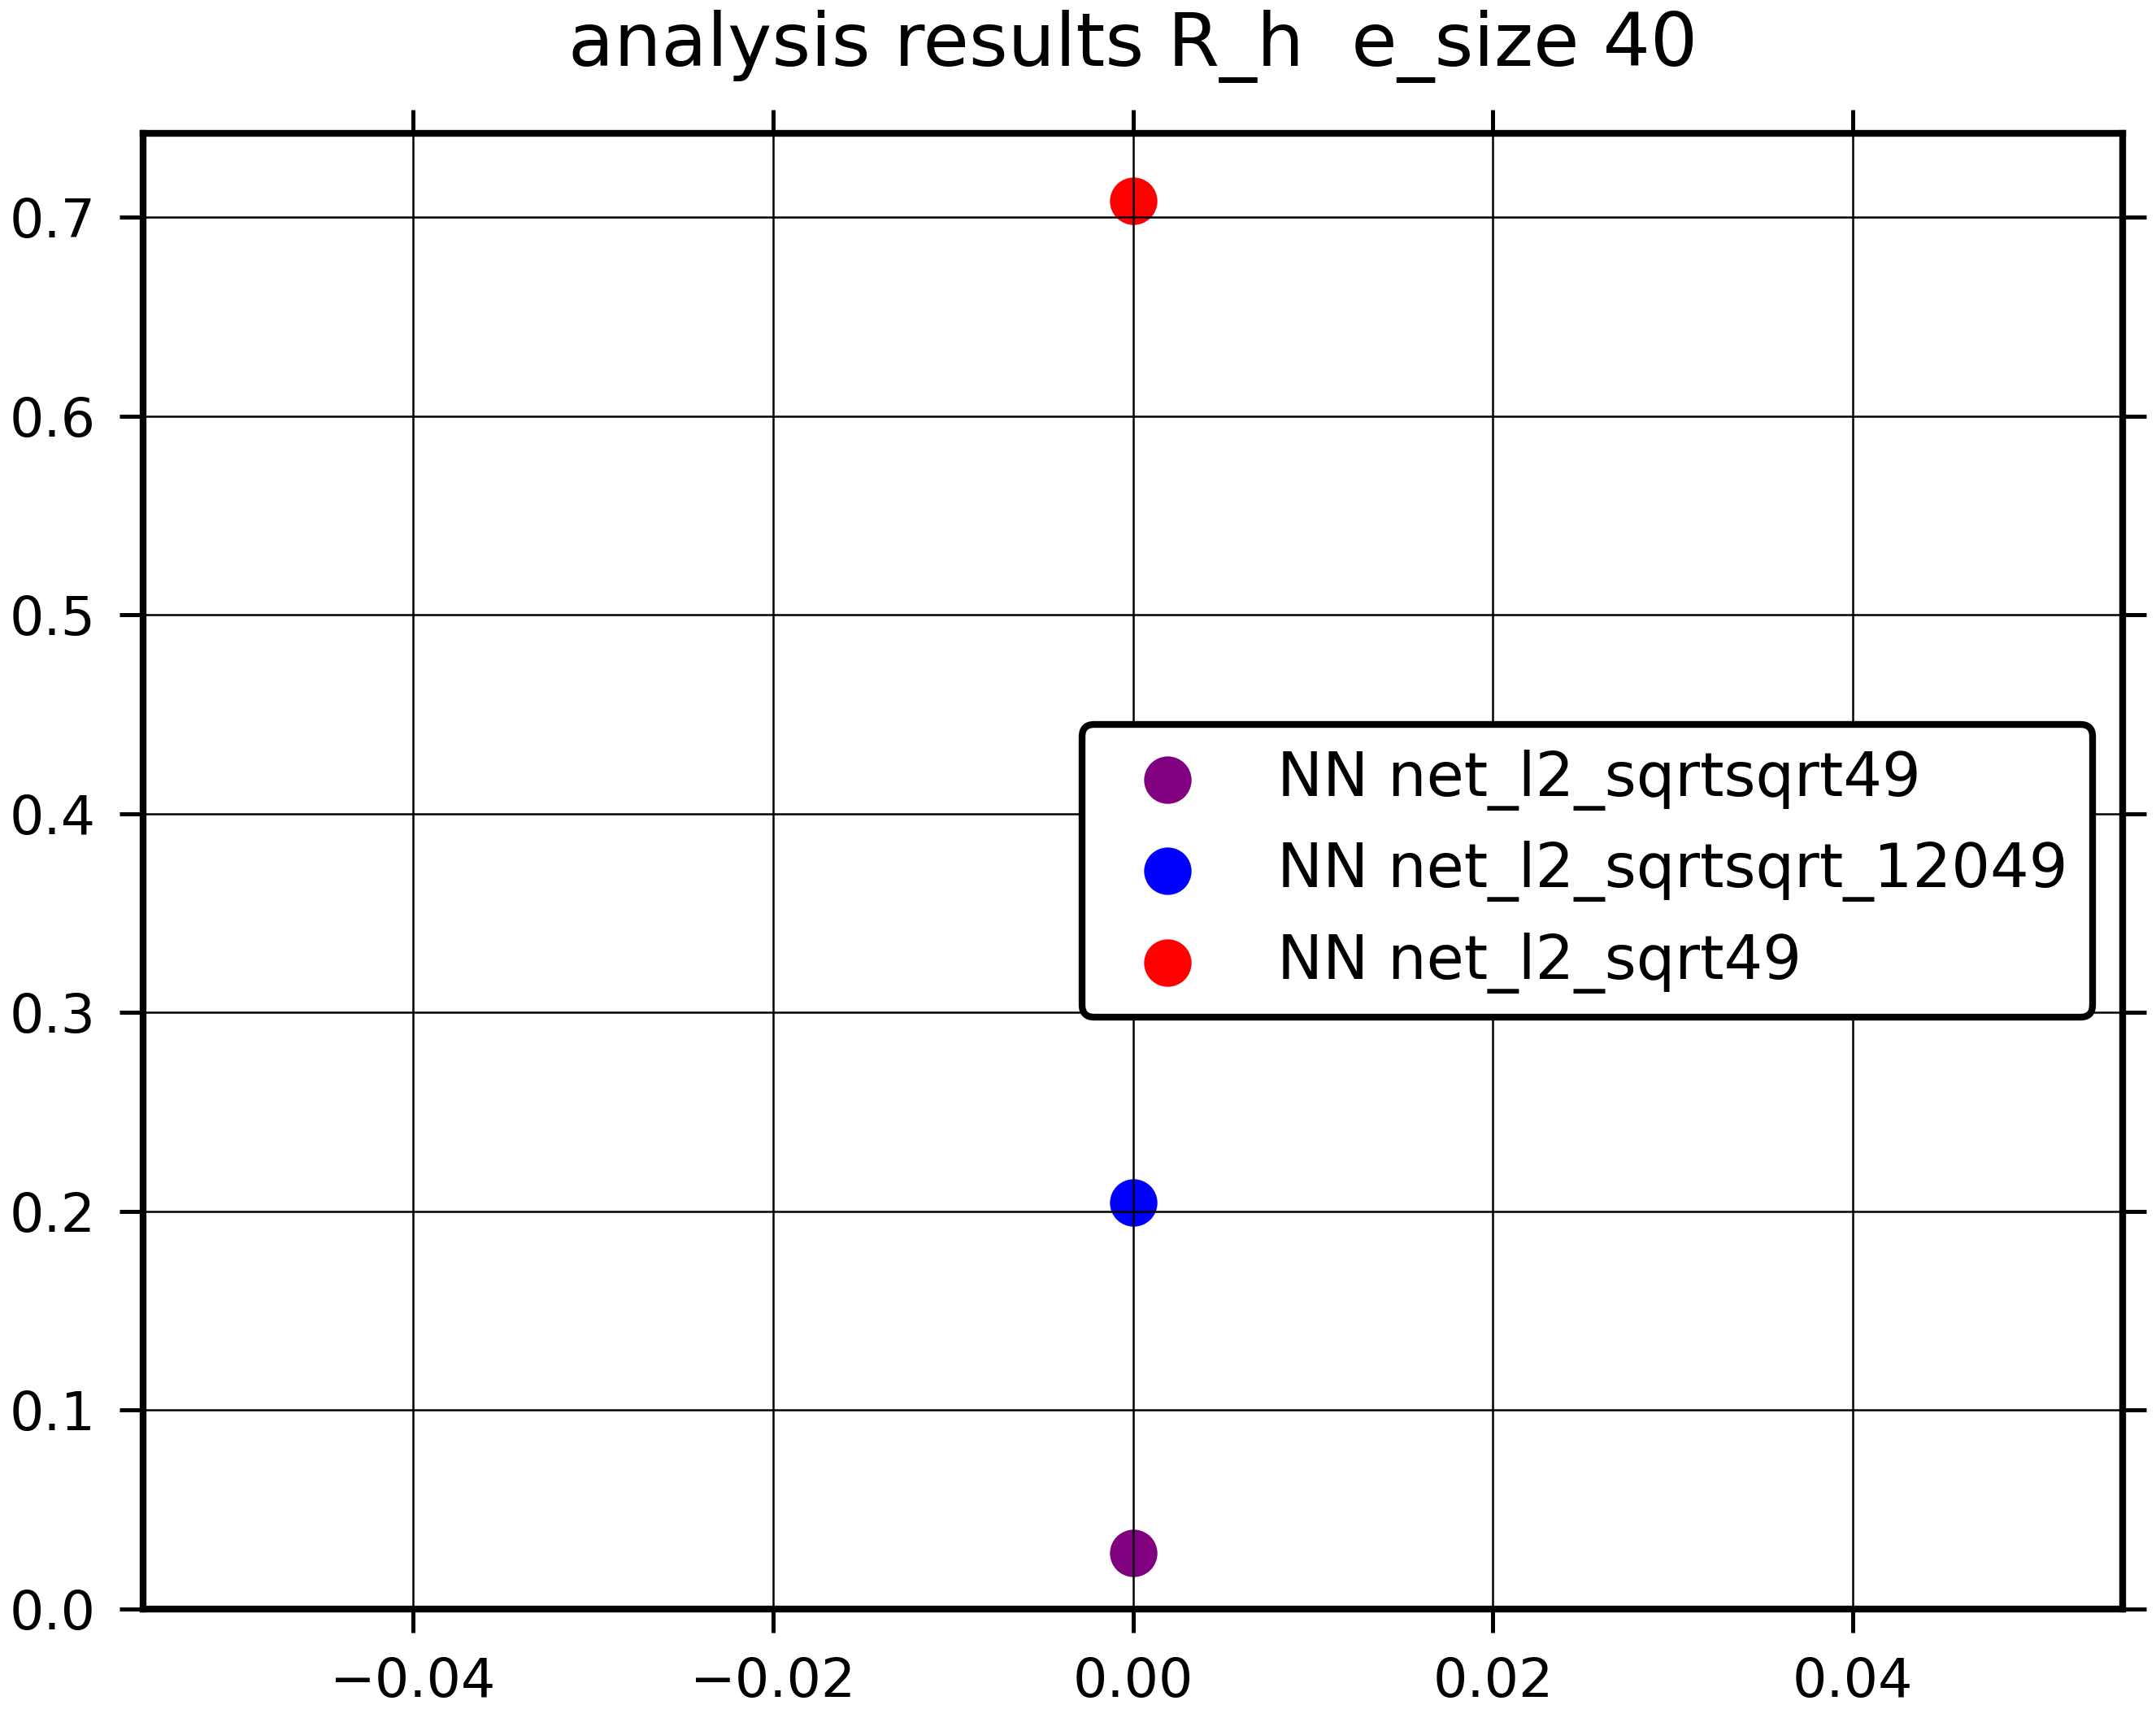 analysis results R_h  e_size 40
0.7
0.6
0.5
0.4
0.3
0.2
0.1
0.0
NN net_l2_sqrtsqrt49
NN net_l2_sqrtsqrt_12049
NN net_l2_sqrt49
−0.04 −0.02 0.00 0.02 0.04